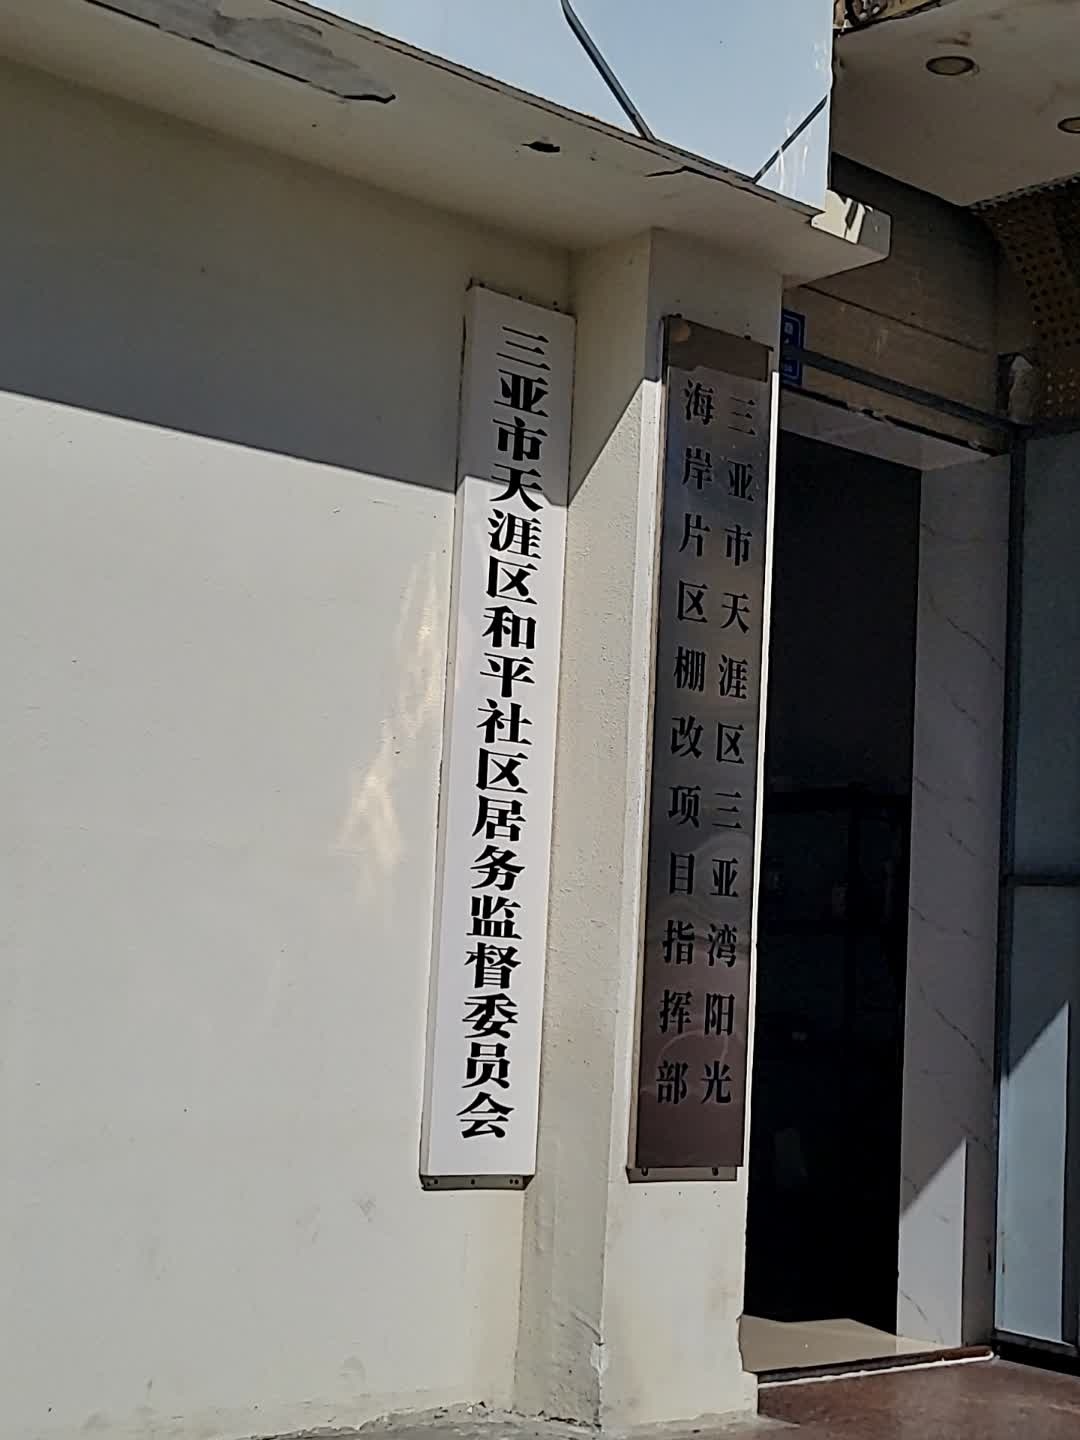 三亚市天涯区和平社区居务监督委员会
三亚市天涯区三亚湾阳光
海岸片区棚改项目指挥部